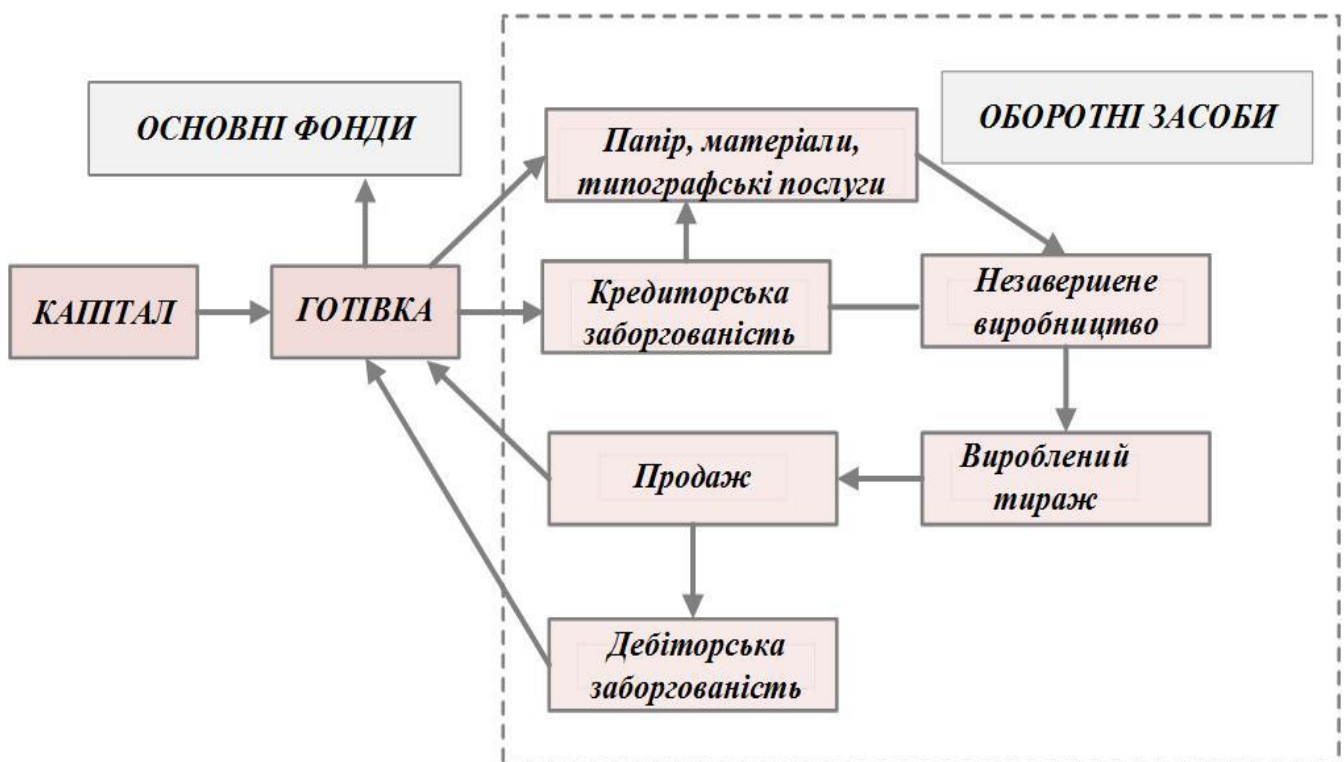 ОСНОВНІ ФОНДИ
ОБОРОТНІ ЗАСОБИ
Папір, матеріали,
типографські послуги
КАПІТАЛ
ГОТІВКА
Кредиторська
заборгованість
Незавершене
виробництво
Продаж
Вироблений
тираж
Дебіторська
заборгованість